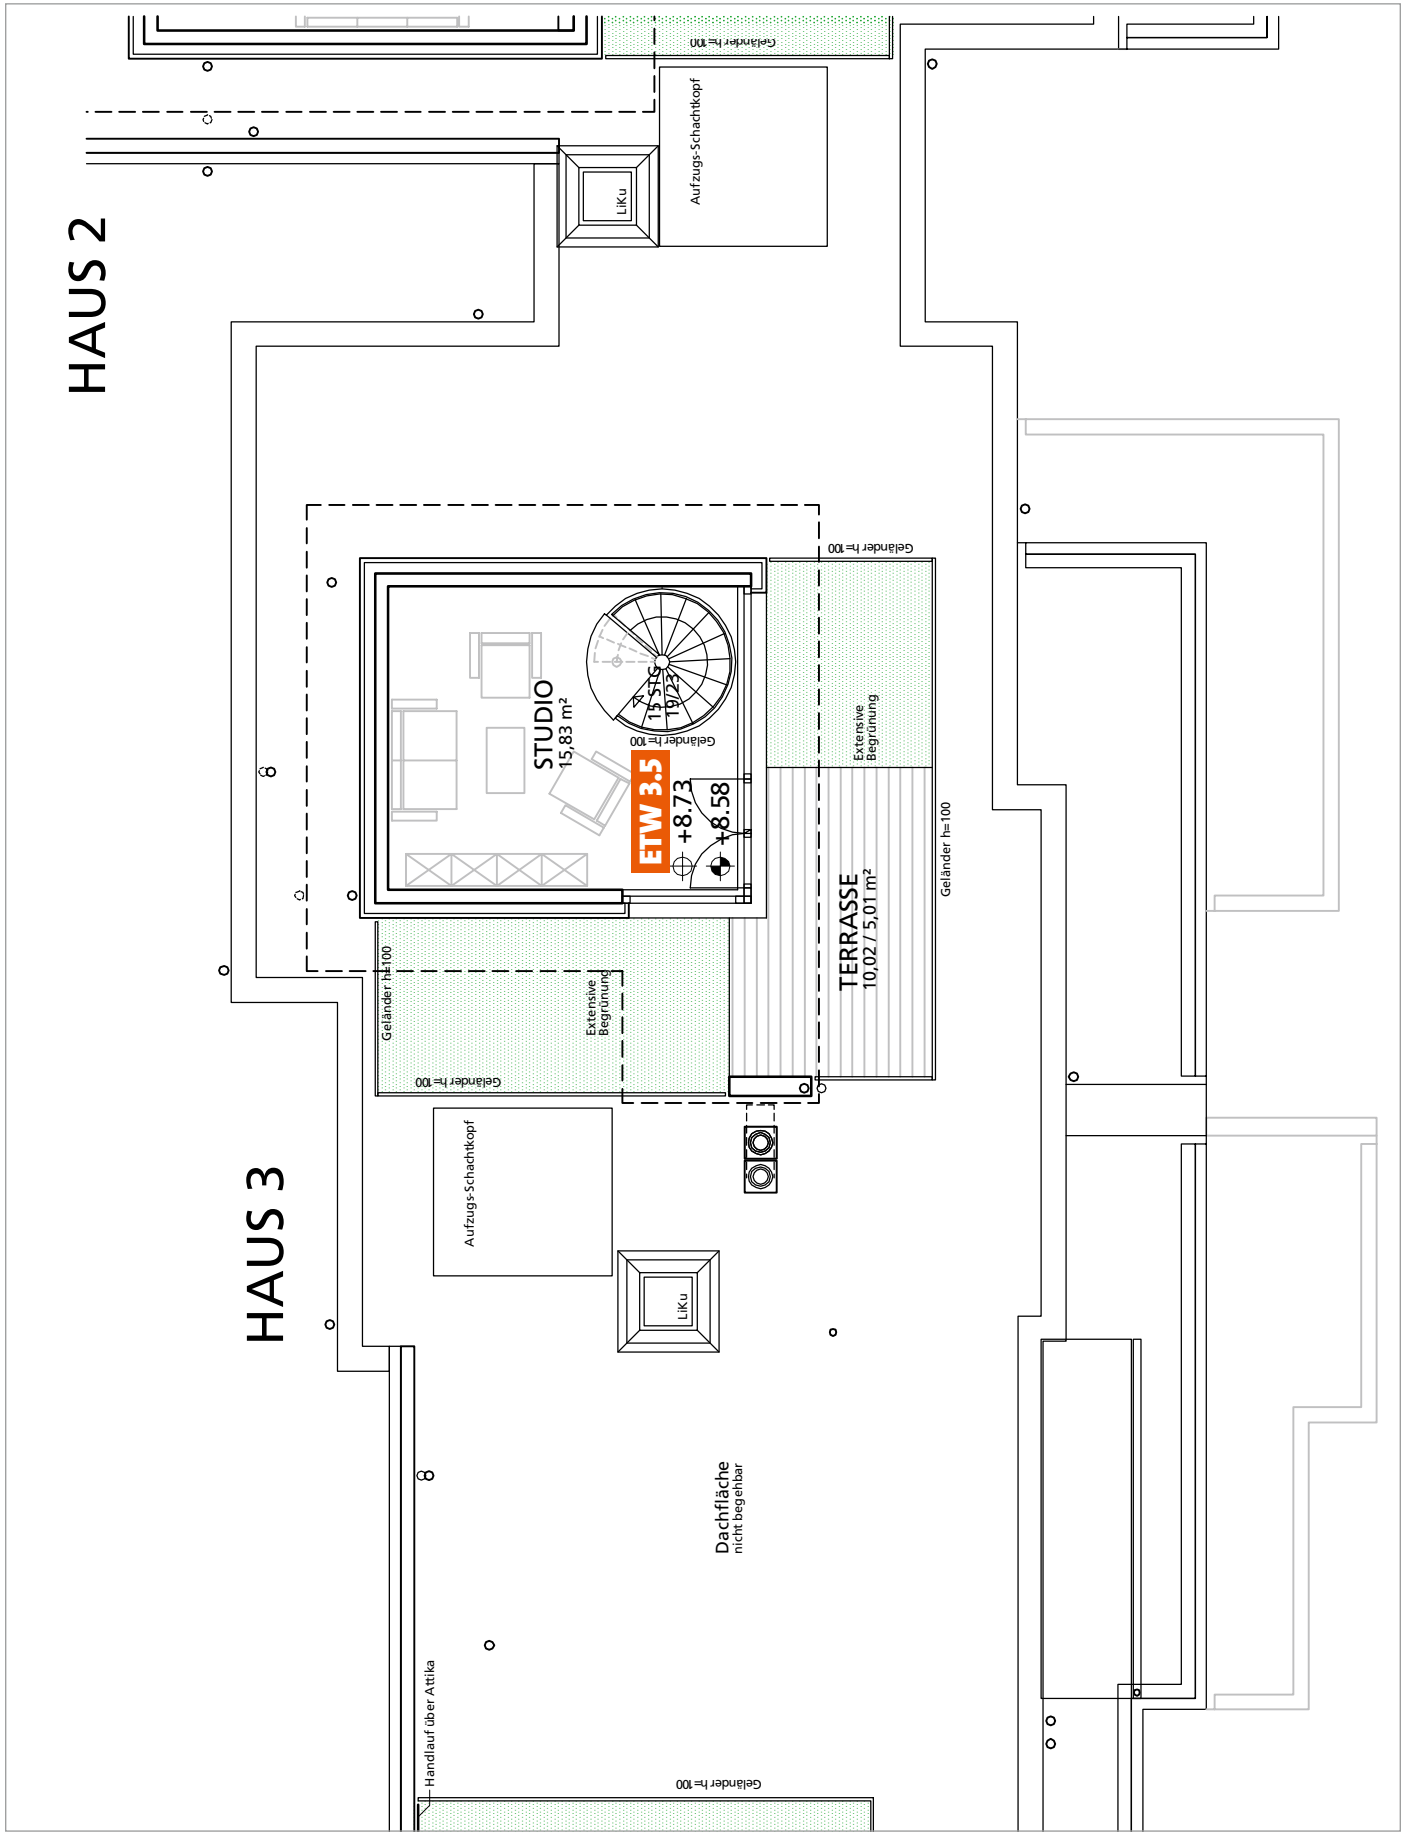 Geländer h=100
Aufzugs-Schachtkopf
LiKu
HAUS 2
Geländer h=100
STUDIO
15,83 m²
15 STG
19/23
Geländer h=100
ETW 3.5
+8.73
+8.58
Extensive
Begrünung
Geländer h=100
TERRASSE
10,02 / 5,01 m²
Geländer h=100
Extensive
Begrünung
Geländer h=100
Aufzugs-Schachtkopf
HAUS 3
LiKu
Dachfläche
nicht begehbar
Handlauf über Attika
Geländer h=100